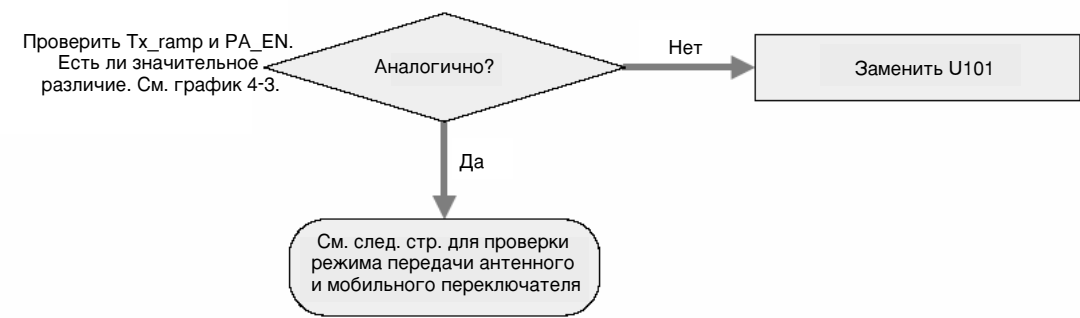 Проверить Tx_ramp и PA_EN.
Есть ли значительное
различие. См. график 4-3.
Аналогично?
Нет
Заменить U101
Да
См. след. стр. для проверки
режима передачи антенного
и мобильного переключателя